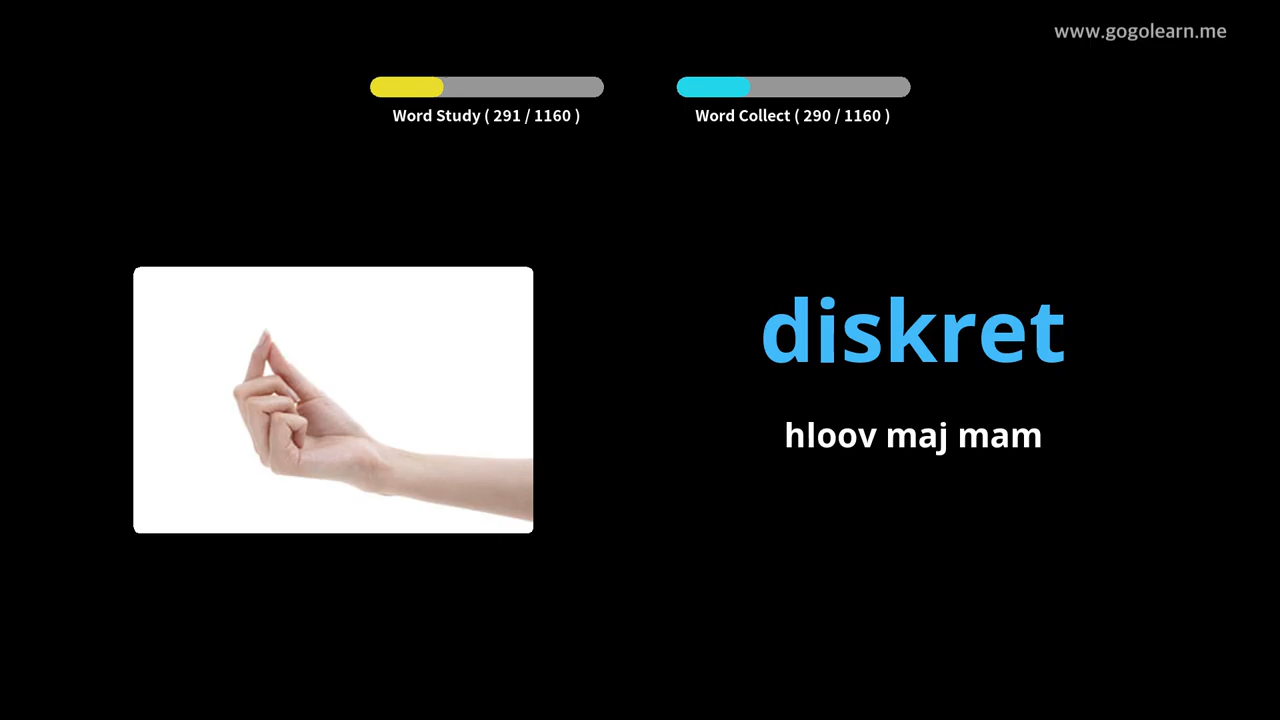 www.gogolearn.me
Word Study ( 291 / 1160 )
Word Collect ( 290 / 1160 )
diskret
hloov maj mam